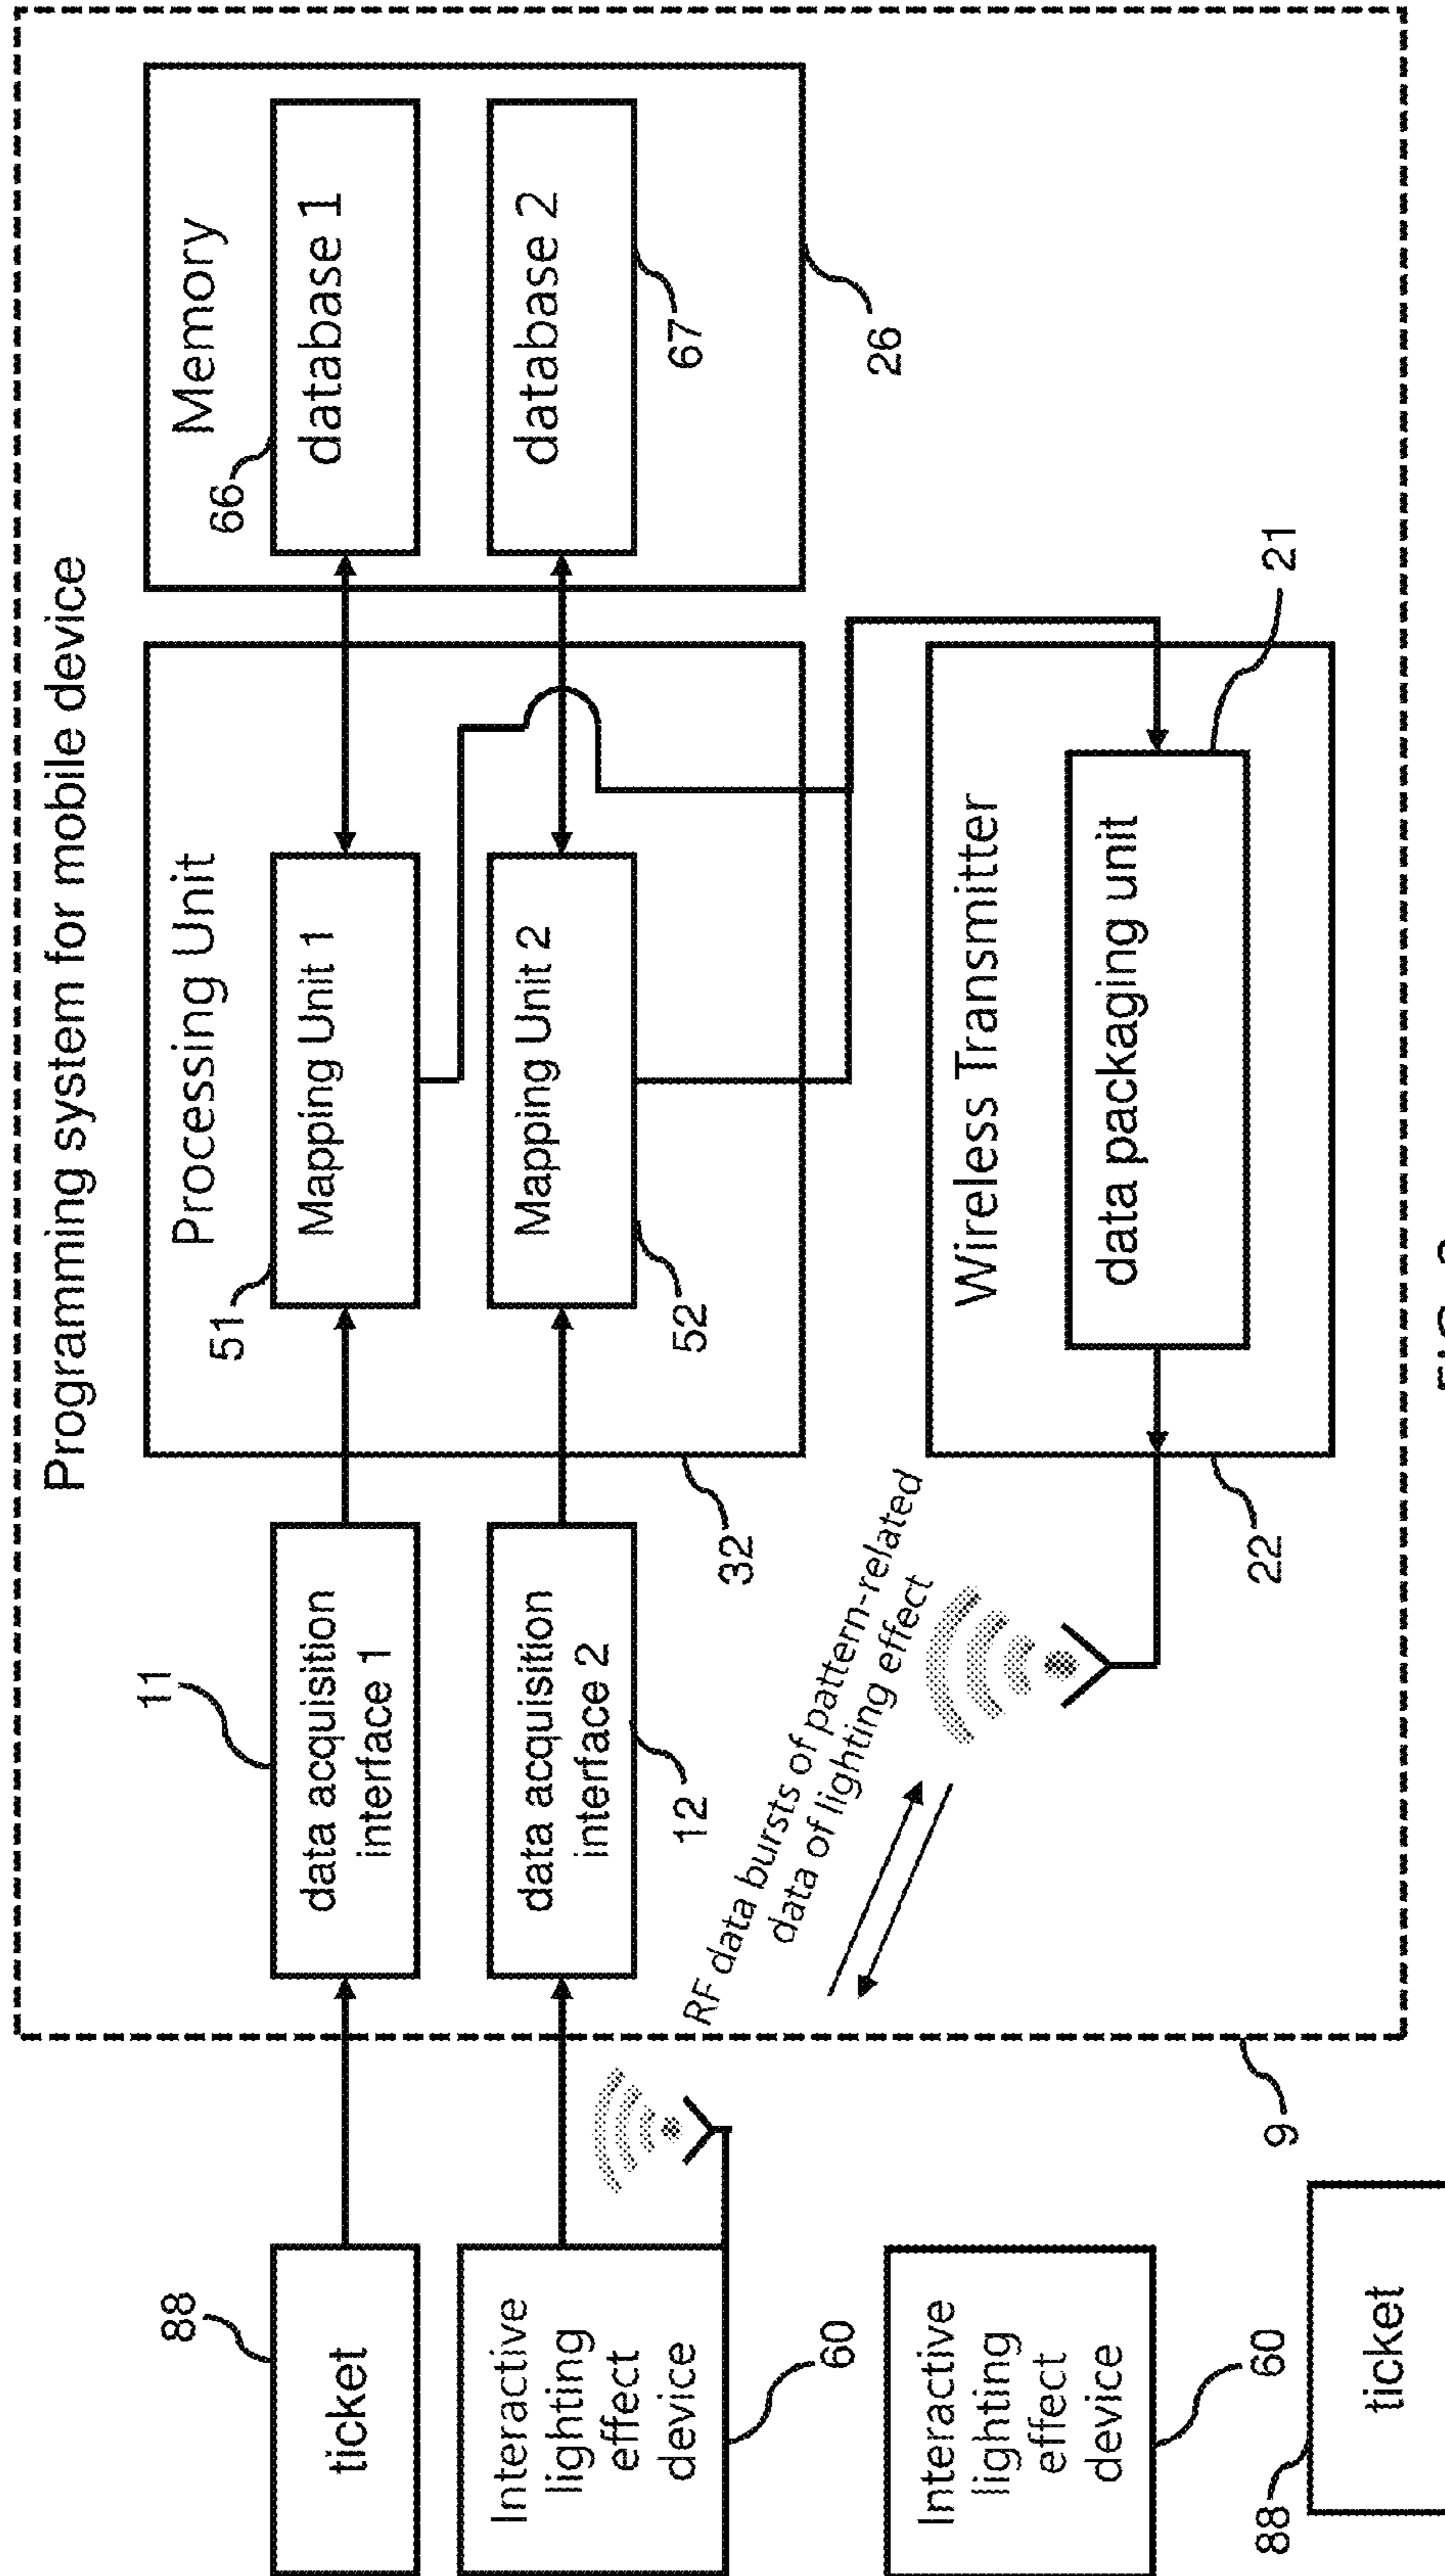 Programming system for mobile device
88
ticket
11
data acquisition
interface 1
Processing Unit
51
Mapping Unit 1
Memory
66
database 1
Interactive
lighting
effect
device
60
data acquisition
interface 2
12
32
Mapping Unit 2
52
database 2
67
26
RF data bursts of pattern-related
data of lighting effect
Wireless Transmitter
data packaging unit
21
22
Interactive
lighting
effect
device
60
9
88
ticket